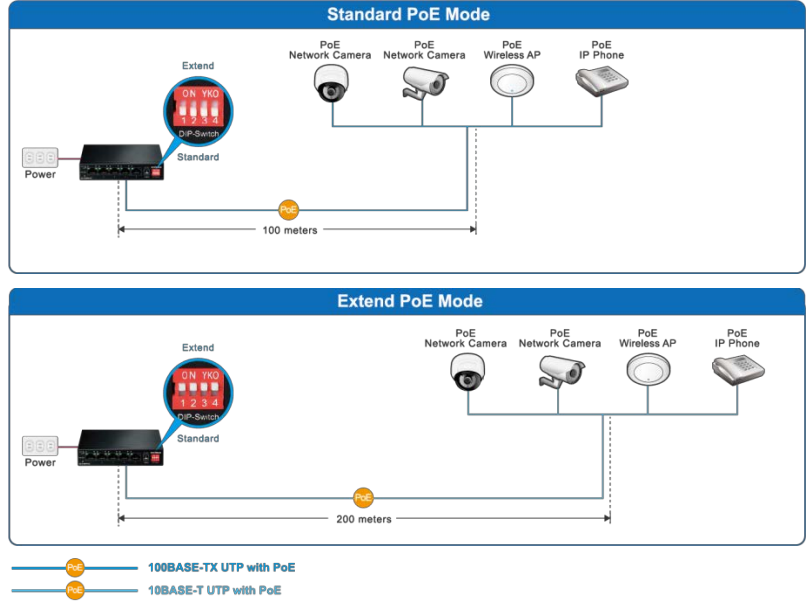 Standard PoE Mode
PoE
Network Camera
PoE
Network Camera
PoE
Wireless AP
PoE
IP Phone
Extend
ON YKO
1 2 3 4
DIP-Switch
Standard
Power
PoE
100 meters
Extend PoE Mode
PoE
Network Camera
PoE
Network Camera
PoE
Wireless AP
PoE
IP Phone
Extend
ON YKO
1 2 3 4
DIP-Switch
Standard
Power
PoE
200 meters
PoE 100BASE-TX UTP with PoE
PoE 10BASE-T UTP with PoE